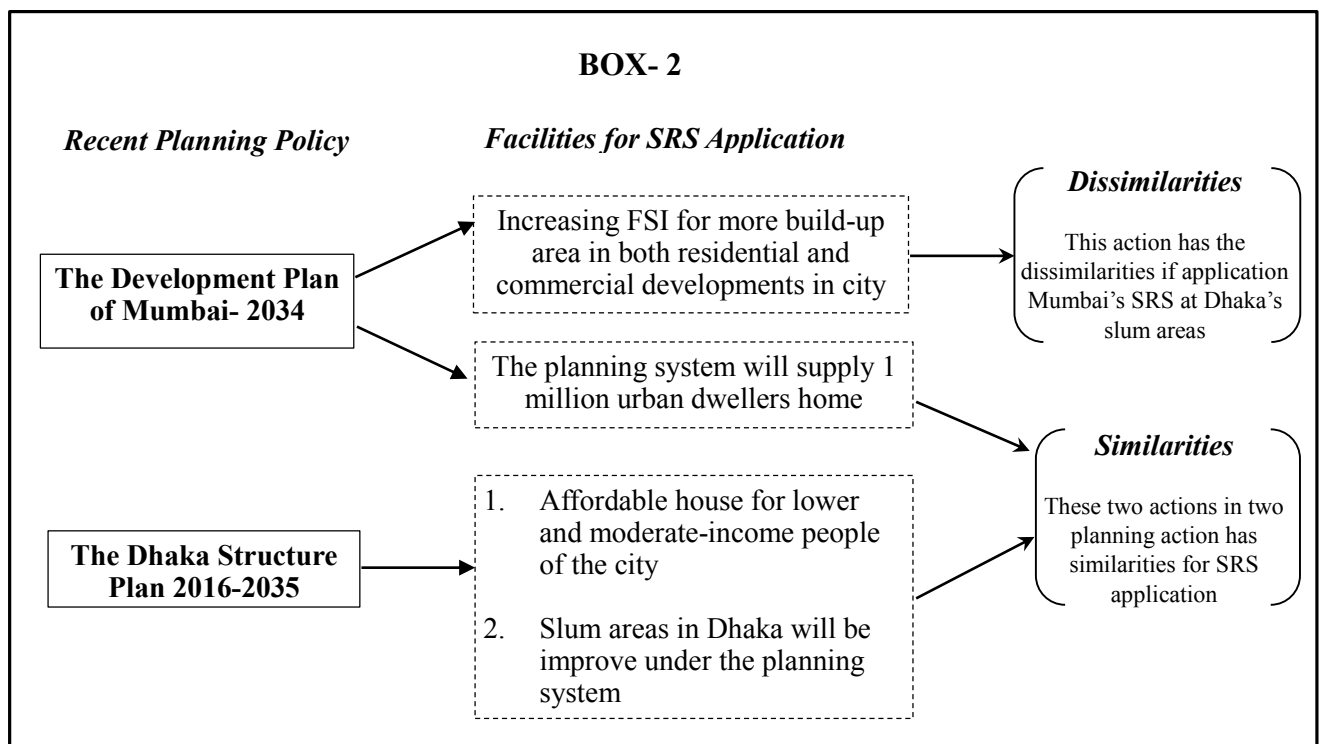 BOX- 2
Recent Planning Policy
Facilities for SRS Application
The Development Plan
of Mumbai- 2034
Increasing FSI for more build-up
area in both residential and
commercial developments in city
Dissimilarities
This action has the
dissimilarities if application
Mumbai’s SRS at Dhaka’s
slum areas
The planning system will supply 1
million urban dwellers home
Similarities
These two actions in two
planning action has
similarities for SRS
application
The Dhaka Structure
Plan 2016-2035
1. Affordable house for lower
and moderate-income people
of the city
2. Slum areas in Dhaka will be
improve under the planning
system